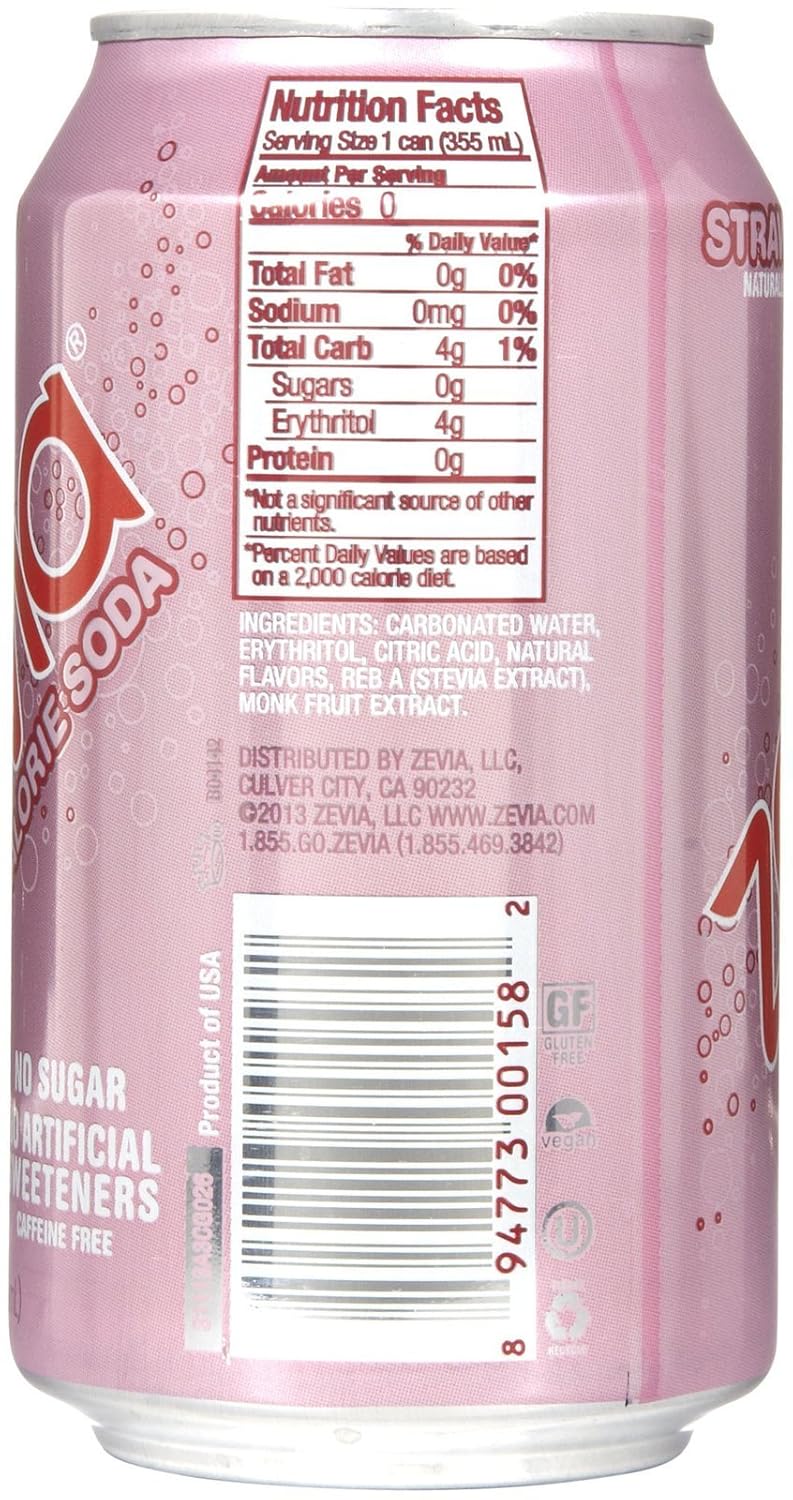 Nutrition Facts
Serving Size 1 can (355 mL)
Amount Per Serving
Calories 0
% Daily Value*
Total Fat 0g 0%
Sodium 0mg 0%
Total Carb 4g 1%
Sugars 0g
Erythritol 4g
Protein 0g
*Not a significant source of other
nutrients.
*Percent Daily Values are based
on a 2,000 calorie diet.
INGREDIENTS: CARBONATED WATER,
ERYTHRITOL, CITRIC ACID, NATURAL
FLAVORS, REB A (STEVIA EXTRACT),
MONK FRUIT EXTRACT.
DISTRIBUTED BY ZEVIA, LLC,
CULVER CITY, CA 90232
©2013 ZEVIA, LLC WWW.ZEVIA.COM
1.855.GO.ZEVIA (1.855.469.3842)
Product of USA
8 94773 00158 2
GF
GLUTEN
FREE
vegan
U
®
SODA
NO SUGAR
ARTIFICIAL
CAFFEINE FREE